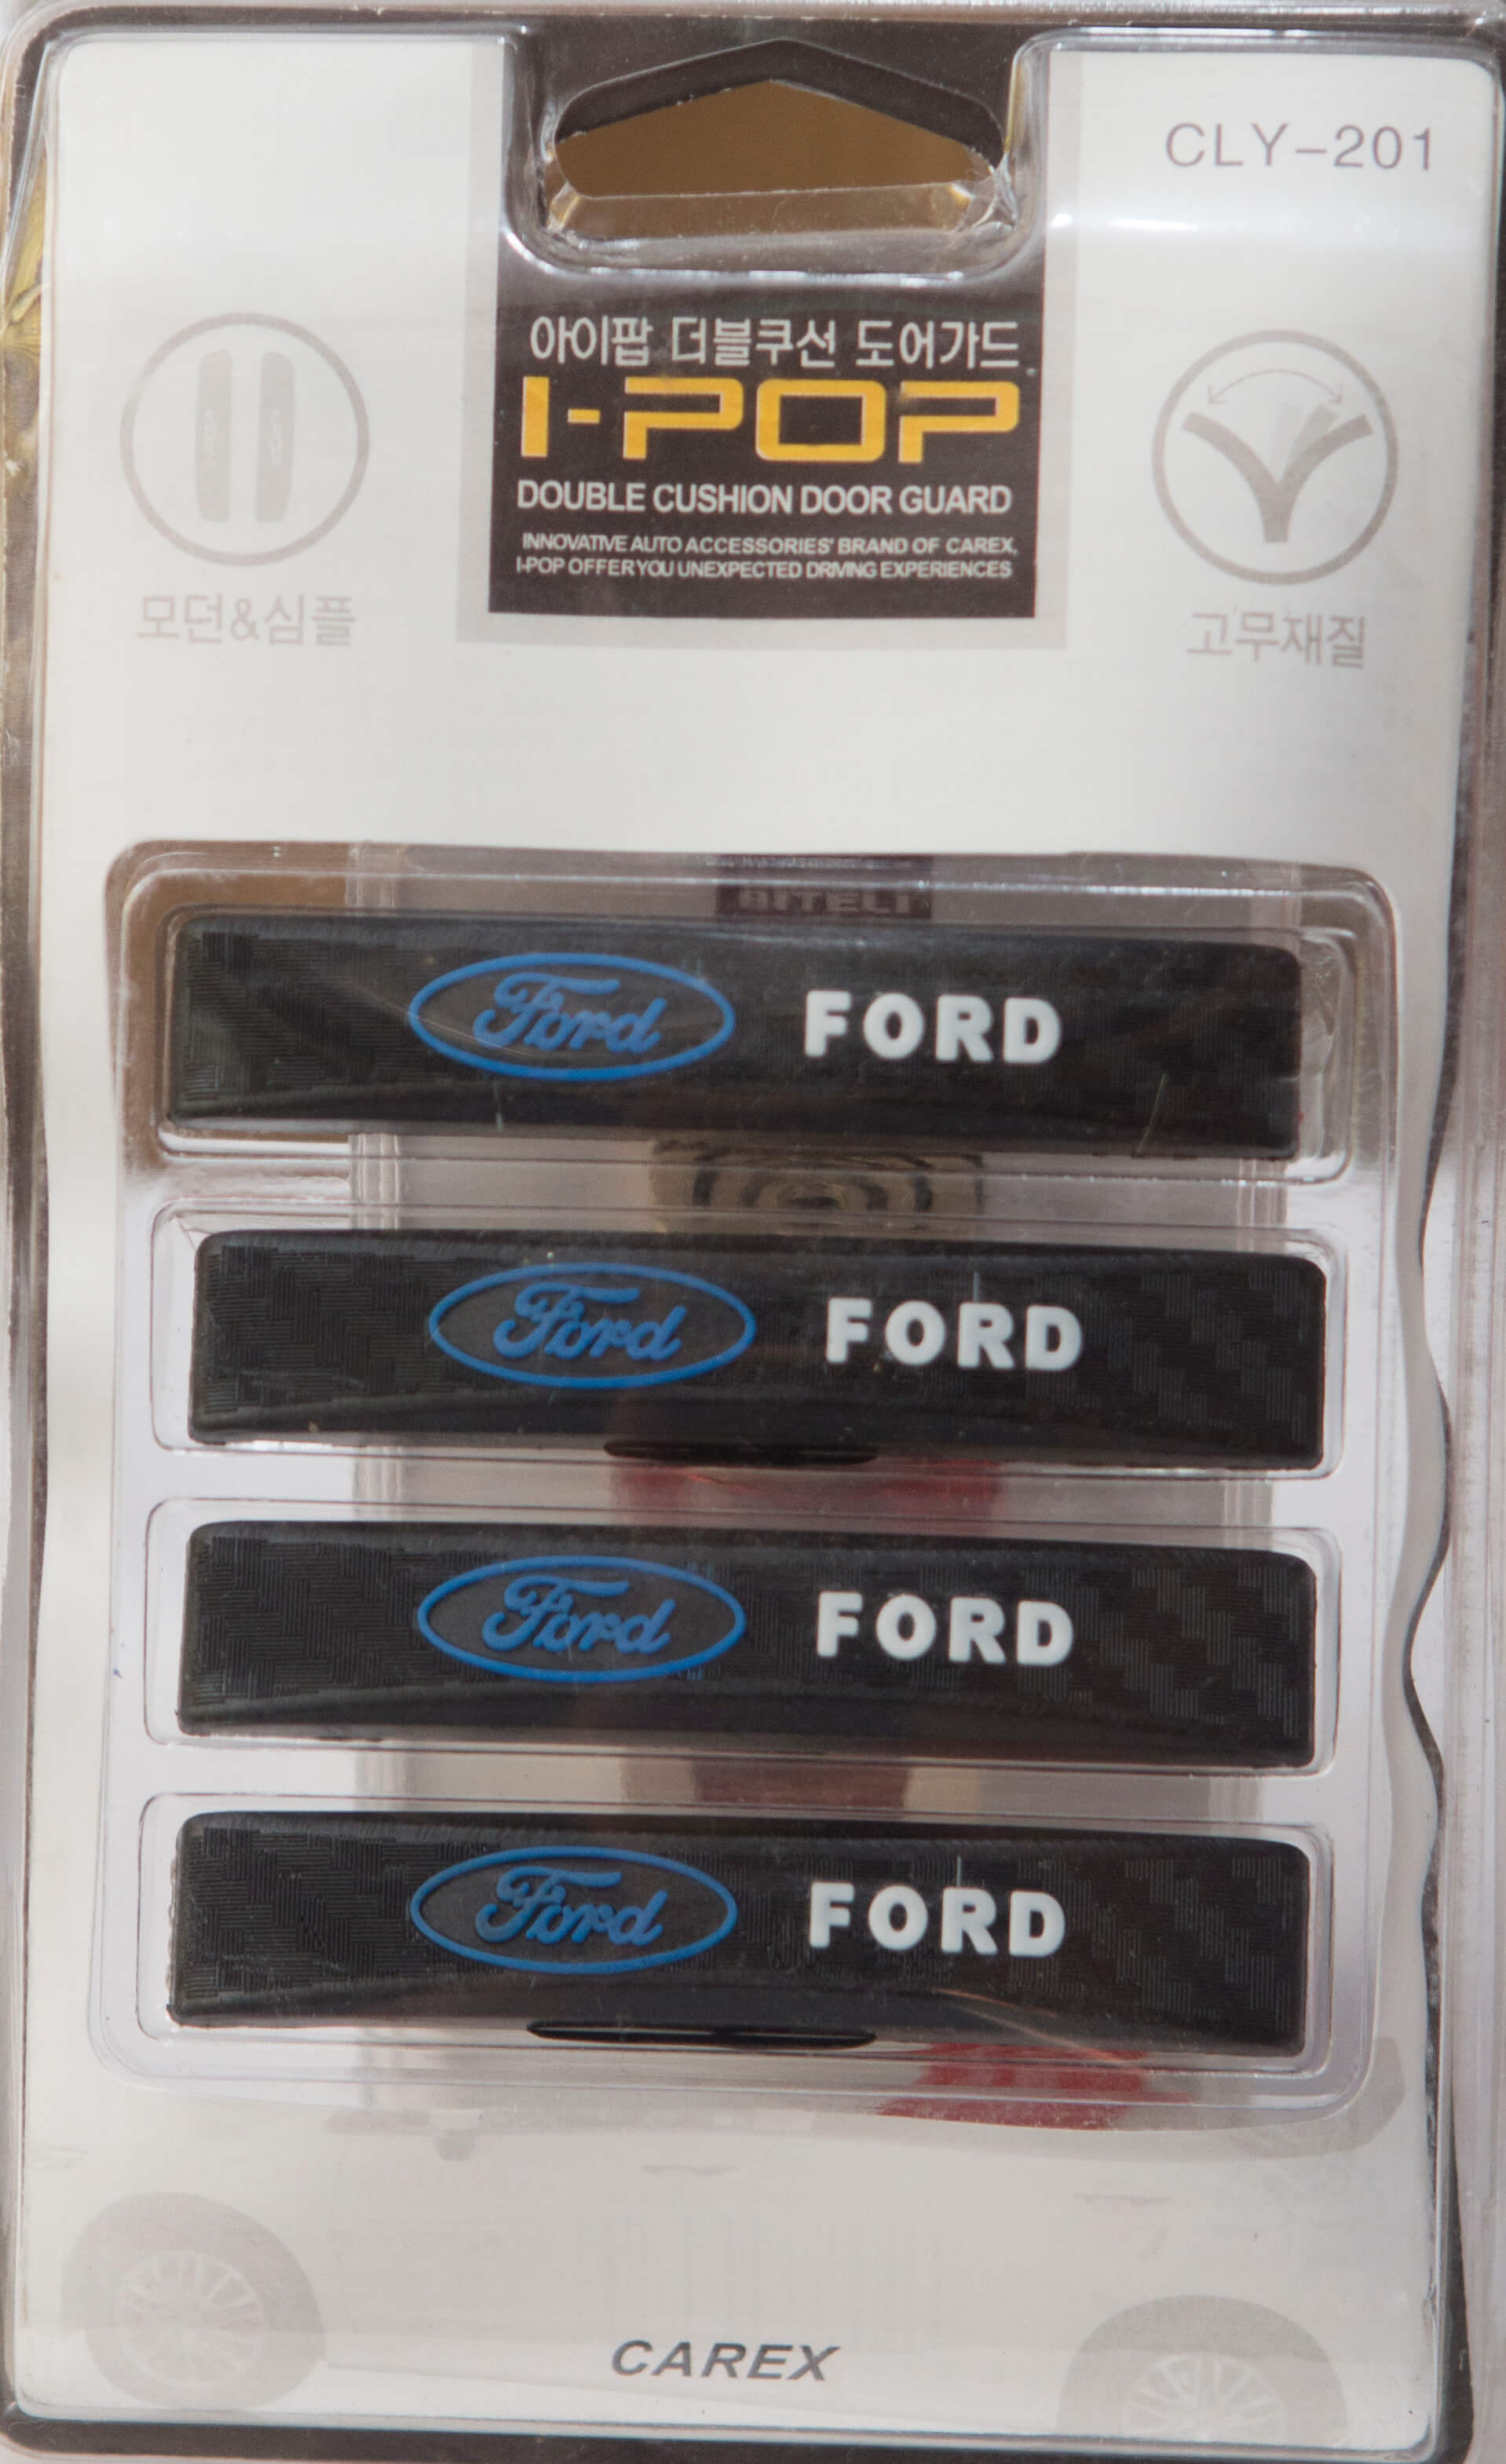 CLY-201
아이팝 더블쿠션 도어가드
I-POP
DOUBLE CUSHION DOOR GUARD
INNOVATIVE AUTO ACCESSORIES' BRAND OF CAREX,
I-POP OFFER YOU UNEXPECTED DRIVING EXPERIENCES
모던&심플
고무재질
Ford FORD
Ford FORD
Ford FORD
Ford FORD
CAREX